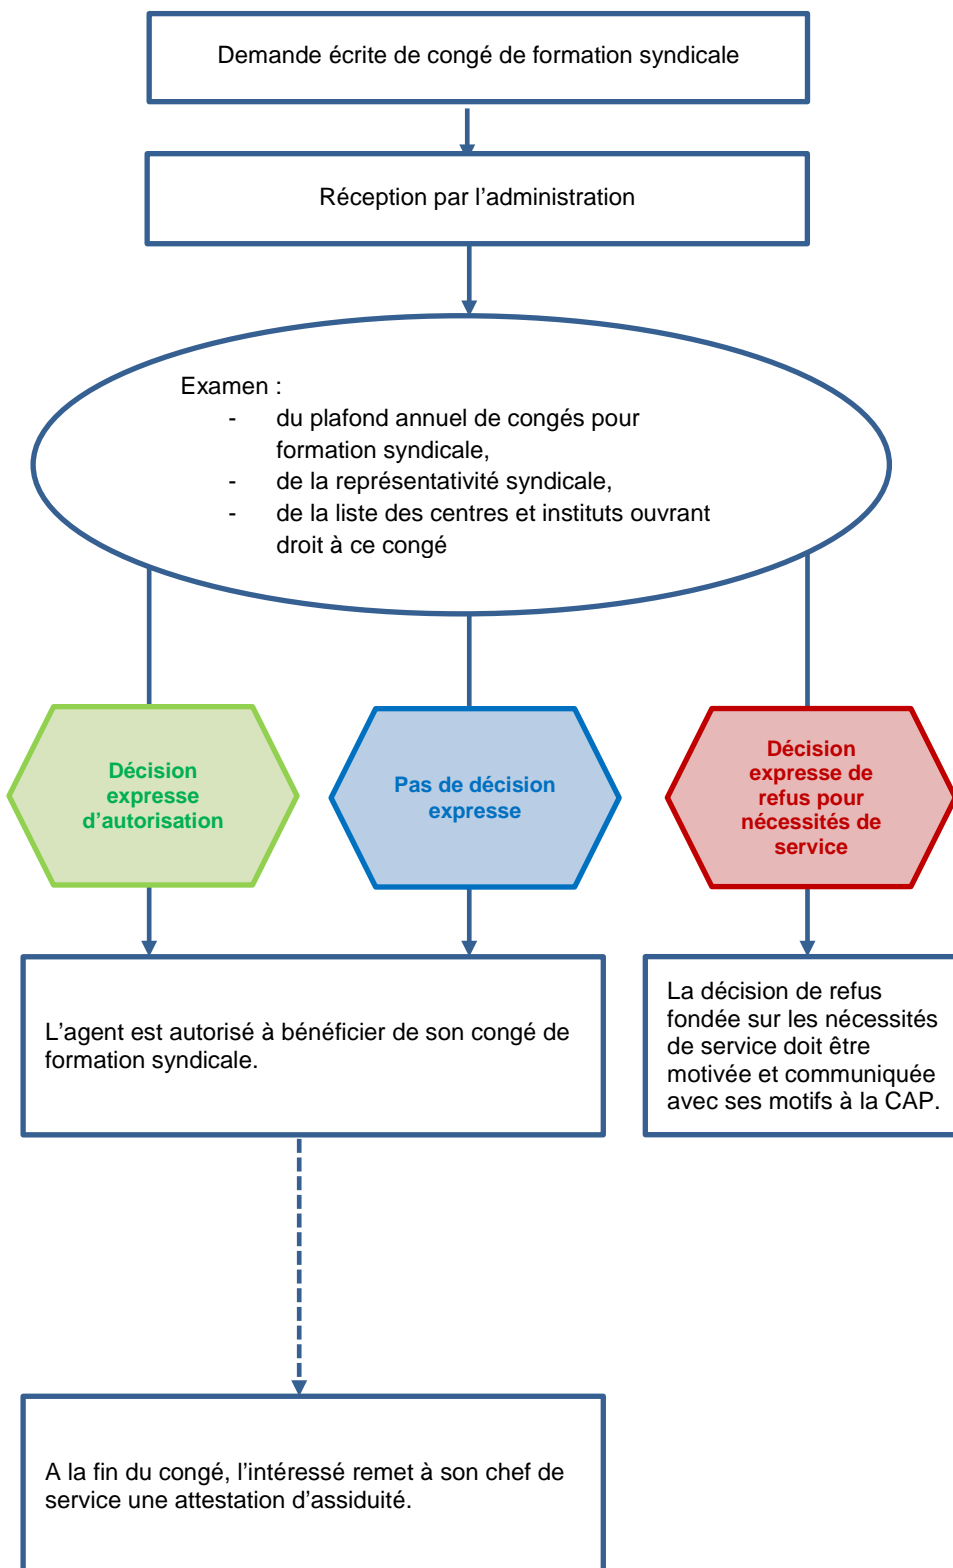 Demande écrite de congé de formation syndicale
Réception par l’administration
Examen :
- du plafond annuel de congés pour
formation syndicale,
- de la représentativité syndicale,
- de la liste des centres et instituts ouvrant
droit à ce congé
Décision
expresse
d’autorisation
Pas de décision
expresse
Décision
expresse de
refus pour
nécessités de
service
L’agent est autorisé à bénéficier de son congé de
formation syndicale.
La décision de refus
fondée sur les nécessités
de service doit être
motivée et communiquée
avec ses motifs à la CAP.
A la fin du congé, l’intéressé remet à son chef de
service une attestation d’assiduité.